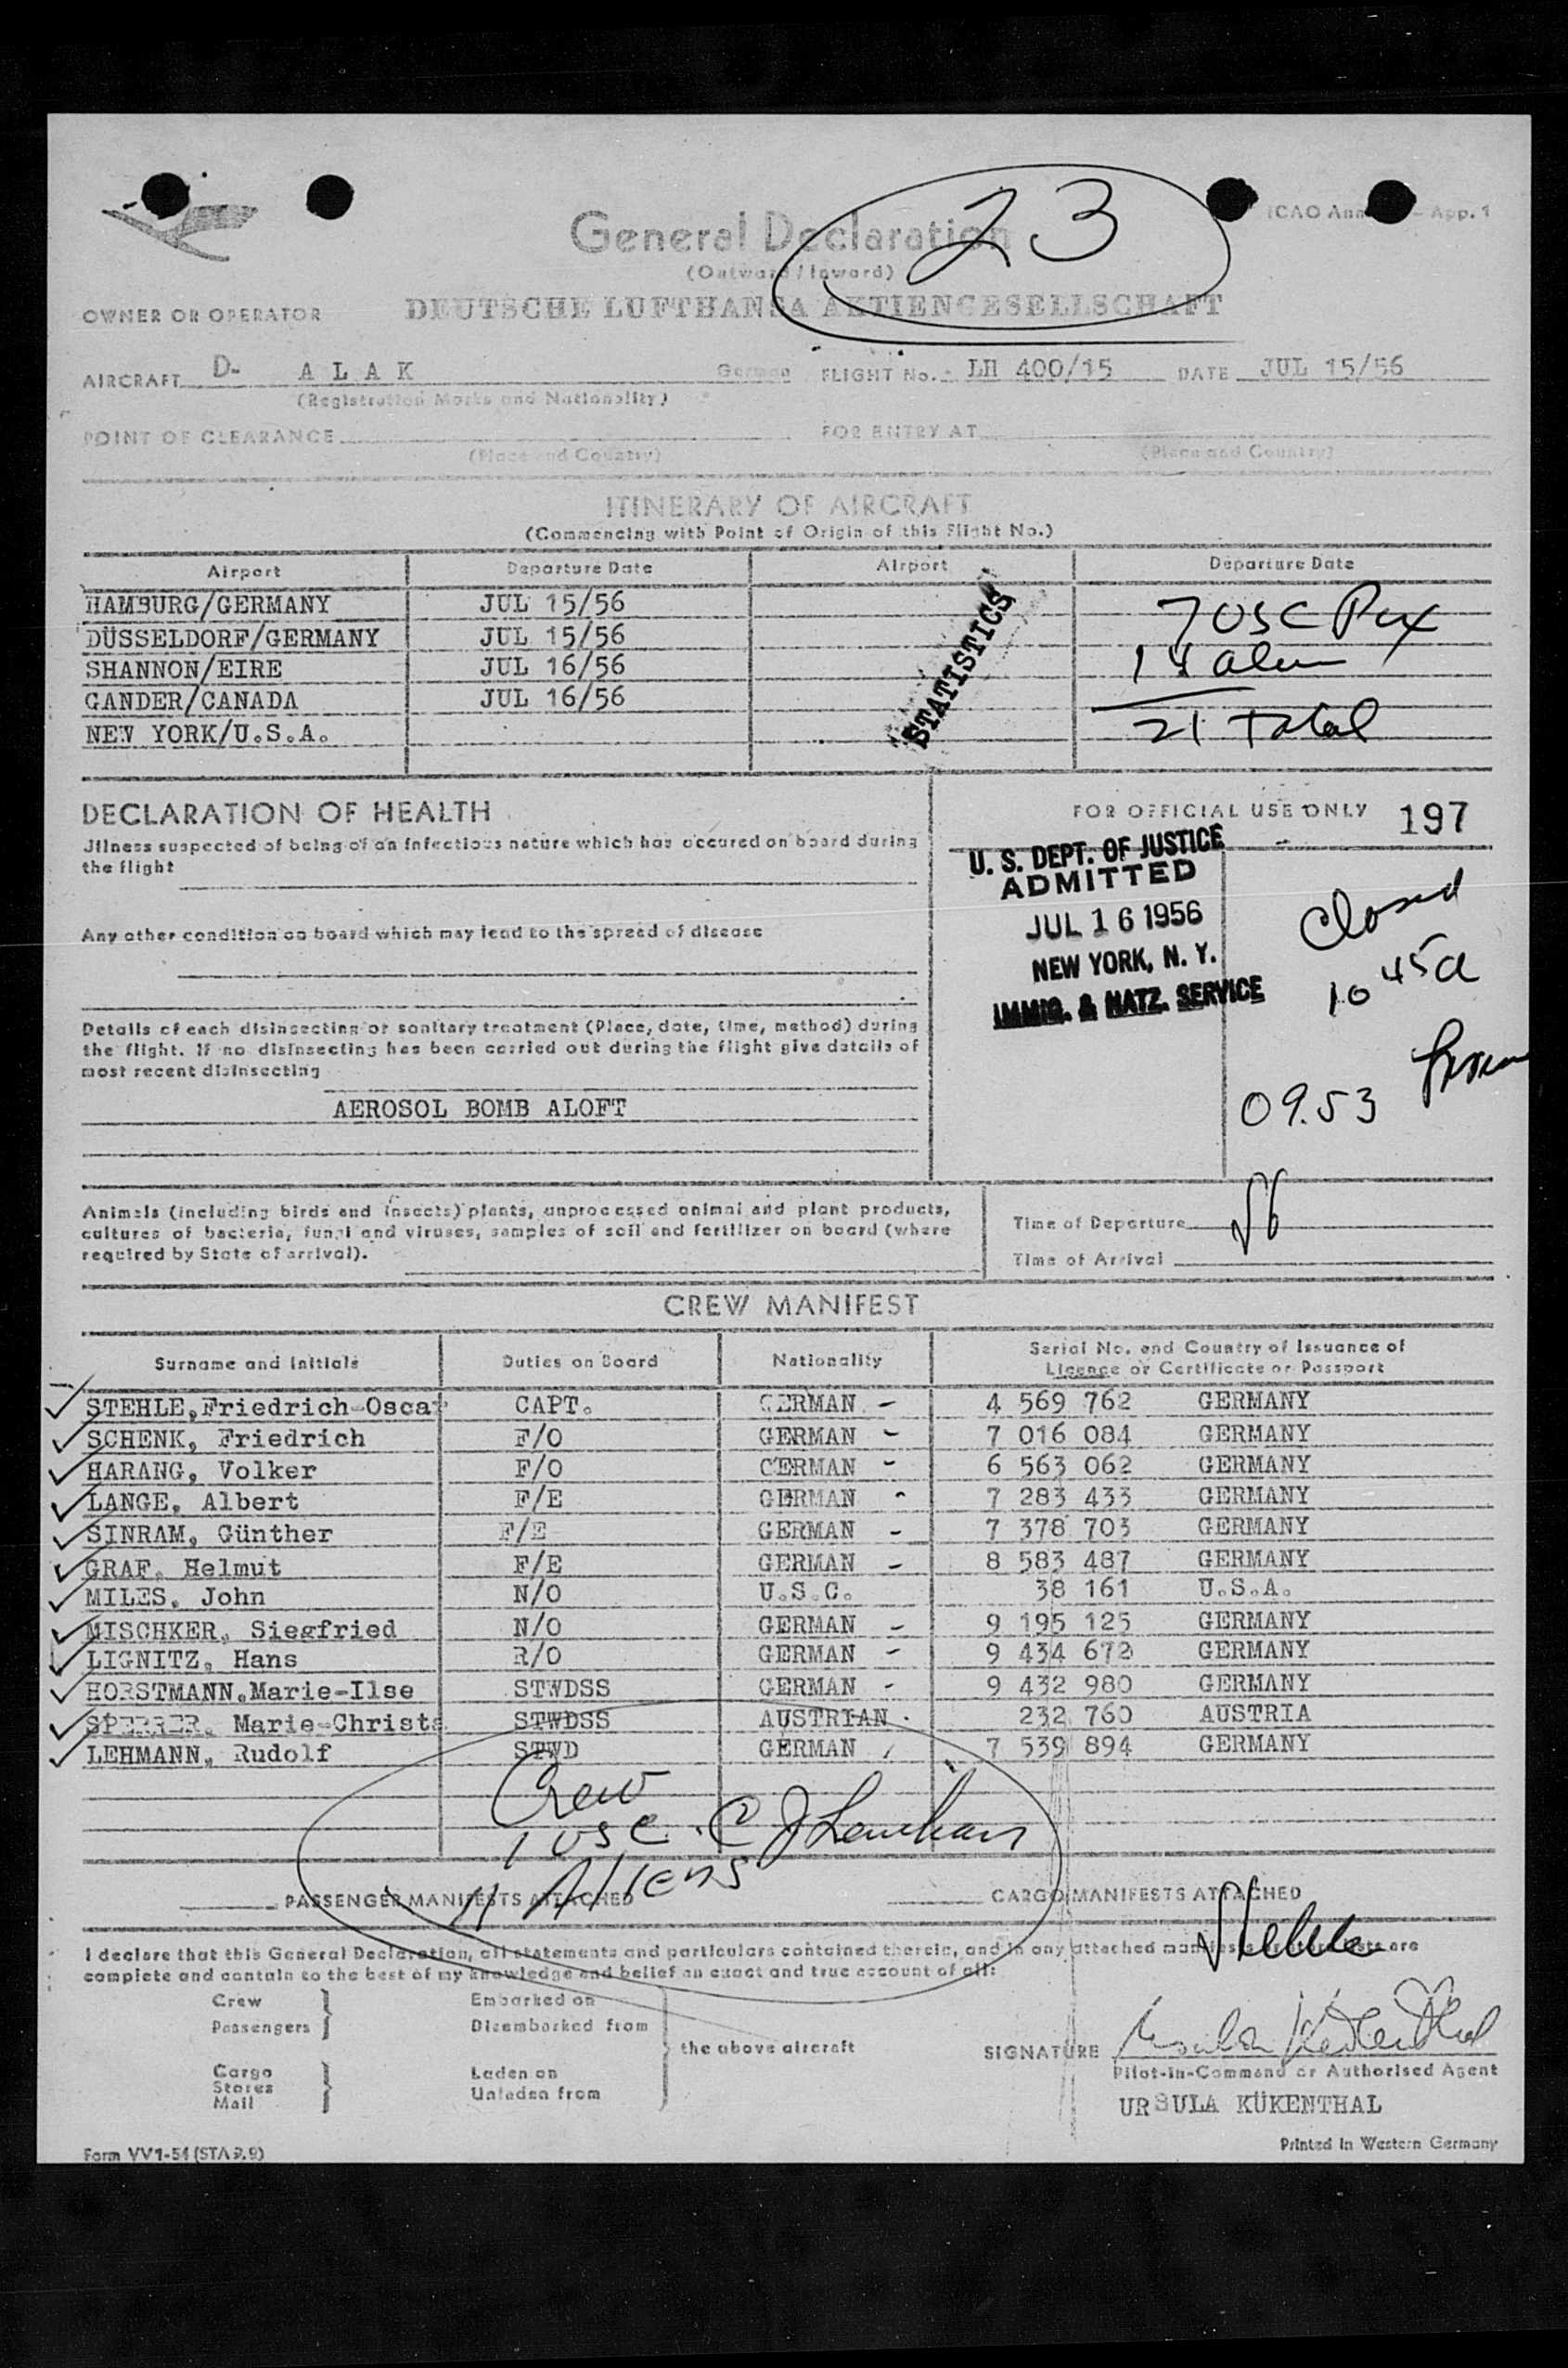 23
ICAO Ann - App. 1
General Declaration
(Outward / Inward)
OWNER OR OPERATOR DEUTSCHE LUFTHANSA AKTIENGESELLSCHAFT
AIRCRAFT D- A L A K German FLIGHT No. LH 400/15 DATE JUL 15/56
(Registration Marks and Nationality)
POINT OF CLEARANCE FOR ENTRY AT
(Place and Country) (Place and Country)
ITINERARY OF AIRCRAFT
(Commencing with Point of Origin of this Flight No.)
Airport Departure Date Airport Departure Date
HAMBURG/GERMANY JUL 15/56
DÜSSELDORF/GERMANY JUL 15/56
SHANNON/EIRE JUL 16/56
GANDER/CANADA JUL 16/56
NEW YORK/U.S.A.
STATISTICS
7 USC
21 Total
DECLARATION OF HEALTH
Jllness suspected of being of an infectious nature which has occured on board during
the flight
Any other condition on board which may lead to the spread of disease
Details of each disinsecting or sanitary treatment (Place, date, time, method) during
the flight. If no disinsecting has been carried out during the flight give details of
most recent disinsecting
AEROSOL BOMB ALOFT
FOR OFFICIAL USE ONLY 197
U. S. DEPT. OF JUSTICE
ADMITTED
JUL 16 1956
NEW YORK, N. Y.
IMMIG. & NATZ. SERVICE
Closed
10 45a
09.53
Animals (including birds and insects) plants, unprocessed animal and plant products,
cultures of bacteria, fungi and viruses, samples of soil and fertilizer on board (where
required by State of arrival).
Time of Departure
Time of Arrival
CREW MANIFEST
Surname and Initials Duties on Board Nationality Serial No. and Country of Issuance of
Licence or Certificate or Passport
STEHLE, Friedrich-Oscar CAPT. GERMAN - 4 569 762 GERMANY
SCHENK, Friedrich F/O GERMAN - 7 016 084 GERMANY
HARANG, Volker F/O GERMAN - 6 563 062 GERMANY
LANGE, Albert F/E GERMAN - 7 283 433 GERMANY
SINRAM, Günther F/E GERMAN - 7 378 703 GERMANY
GRAF, Helmut F/E GERMAN - 8 583 487 GERMANY
MILES, John N/O U.S.C. 38 161 U.S.A.
MISCHKER, Siegfried N/O GERMAN - 9 195 125 GERMANY
LIGNITZ, Hans R/O GERMAN - 9 434 672 GERMANY
HORSTMANN, Marie-Ilse STWDSS GERMAN - 9 432 980 GERMANY
SPERRER, Marie-Christa STWDSS AUSTRIAN 232 760 AUSTRIA
LEHMANN, Rudolf STWD GERMAN 7 539 894 GERMANY
Crew
1 USC
11 Aliens
PASSENGER MANIFESTS ATTACHED CARGO MANIFESTS ATTACHED
Stehle
I declare that this General Declaration, all statements and particulars contained therein, and in any attached manifests are
complete and contain to the best of my knowledge and belief an exact and true account of all:
Crew Embarked on
Passengers Disembarked from
the above aircraft
Cargo Laden on
Stores Unladen from
Mail
SIGNATURE Ursula Kükenthal
Pilot-in-Command or Authorised Agent
URSULA KÜKENTHAL
Form VV1-54 (STA 9.9) Printed in Western Germany